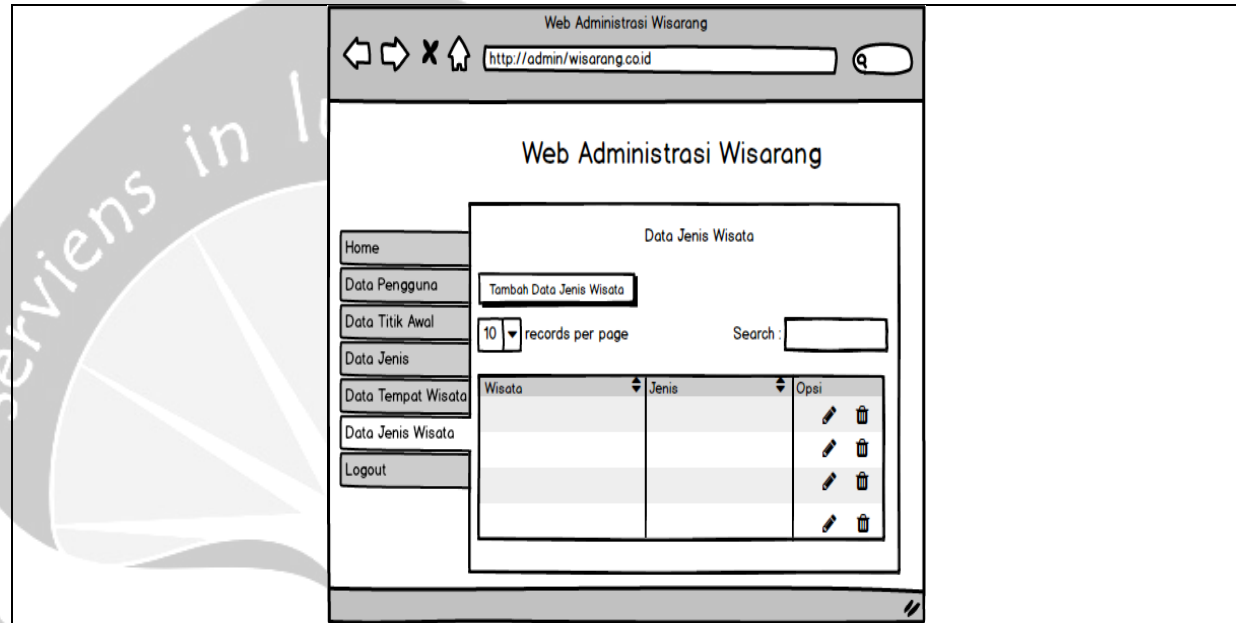 Web Administrasi Wisarang
http://admin/wisarang.co.id
Web Administrasi Wisarang
Home
Data Pengguna
Data Titik Awal
Data Jenis
Data Tempat Wisata
Data Jenis Wisata
Logout
Data Jenis Wisata
Tambah Data Jenis Wisata
10 records per page Search :
Wisata Jenis Opsi
serviens in